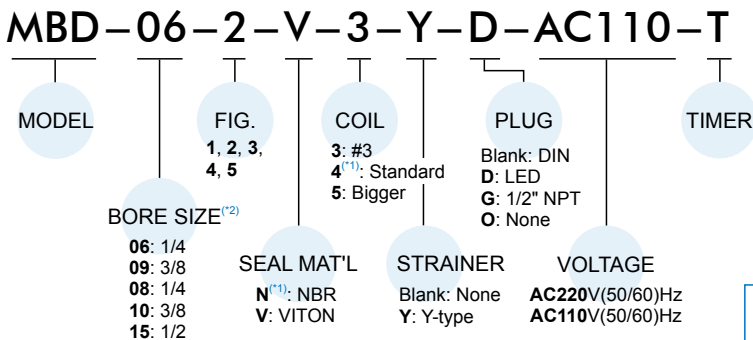 MBD-06-2-V-3-Y-D-AC110-T
MODEL
FIG.
1, 2, 3,
4, 5
COIL
3: #3
4(*1): Standard
5: Bigger
PLUG
Blank: DIN
D: LED
G: 1/2" NPT
O: None
TIMER
BORE SIZE(*2)
06: 1/4
09: 3/8
08: 1/4
10: 3/8
15: 1/2
SEAL MAT'L
N(*1): NBR
V: VITON
STRAINER
Blank: None
Y: Y-type
VOLTAGE
AC220V(50/60)Hz
AC110V(50/60)Hz